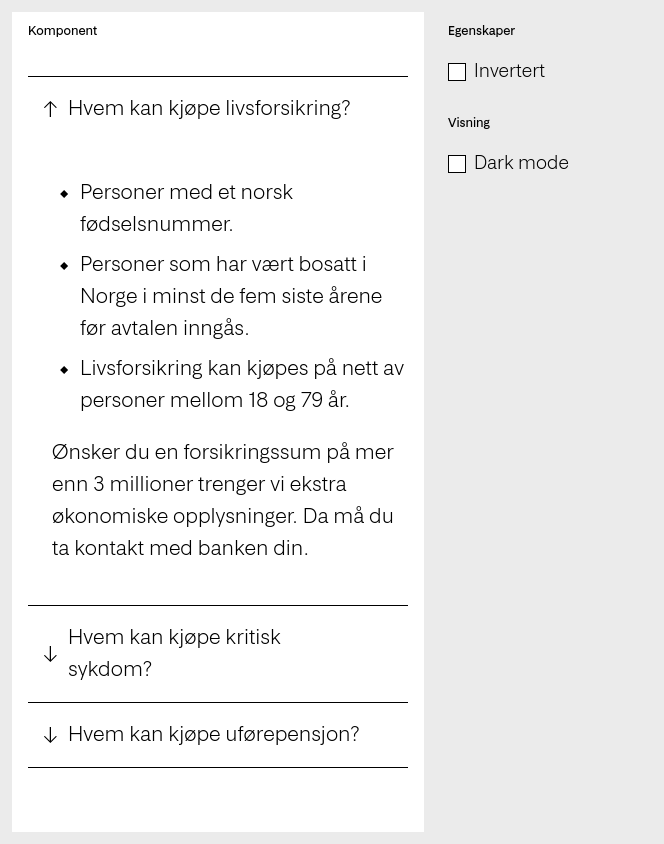 Komponent
Hvem kan kjøpe livsforsikring?
Personer med et norsk
fødselsnummer.
Personer som har vært bosatt i
Norge i minst de fem siste årene
før avtalen inngås.
Livsforsikring kan kjøpes på nett av
personer mellom 18 og 79 år.
Ønsker du en forsikringssum på mer
enn 3 millioner trenger vi ekstra
økonomiske opplysninger. Da må du
ta kontakt med banken din.
Hvem kan kjøpe kritisk
sykdom?
Hvem kan kjøpe uførepensjon?
Egenskaper
Invertert
Visning
Dark mode